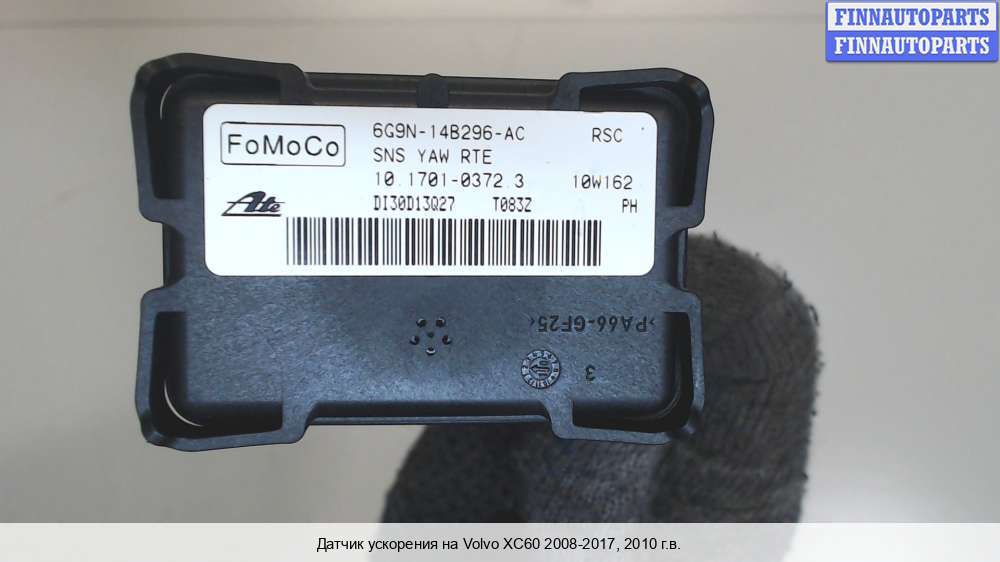 FINNAUTOPARTS
FINNAUTOPARTS
FoMoCo
6G9N-14B296-AC RSC
SNS YAW RTE
10.1701-0372.3 10W162
Ate
DI30D13Q27 T083Z PH
>PA66-GF25<
3
Датчик ускорения на Volvo XC60 2008-2017, 2010 г.в.